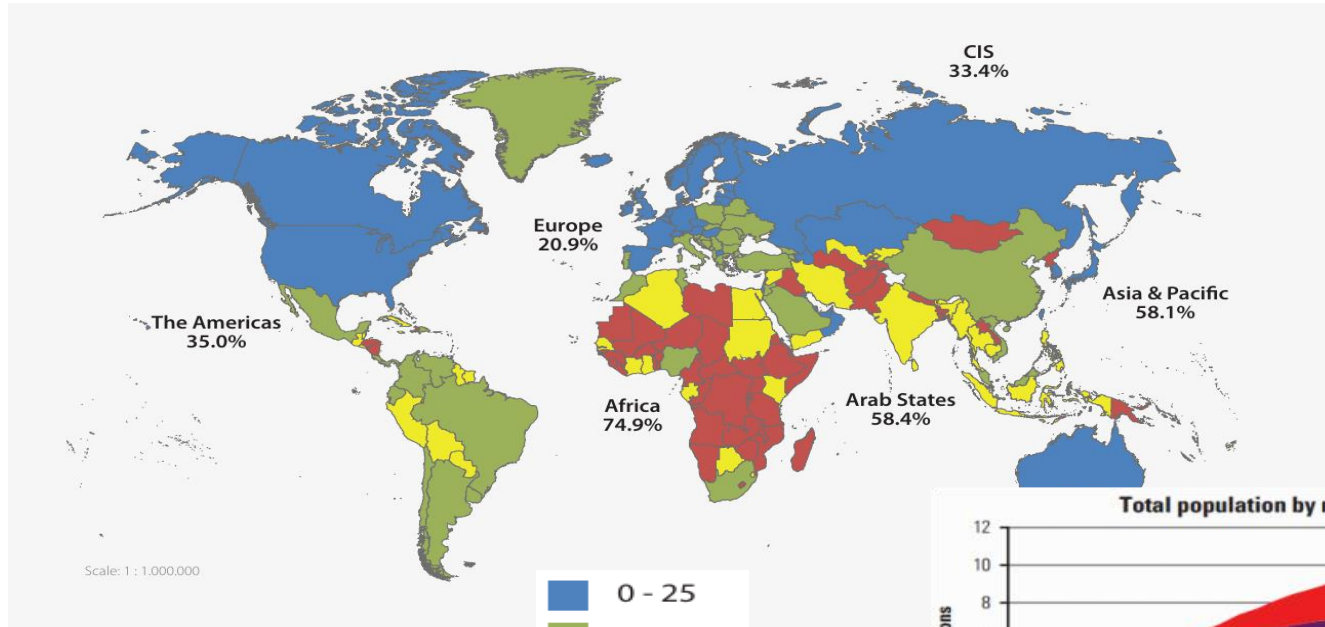 CIS
33.4%
Europe
20.9%
Asia & Pacific
58.1%
The Americas
35.0%
Africa
74.9%
Arab States
58.4%
Total population by
12
10
8
Scale: 1 : 1.000.000
0 - 25